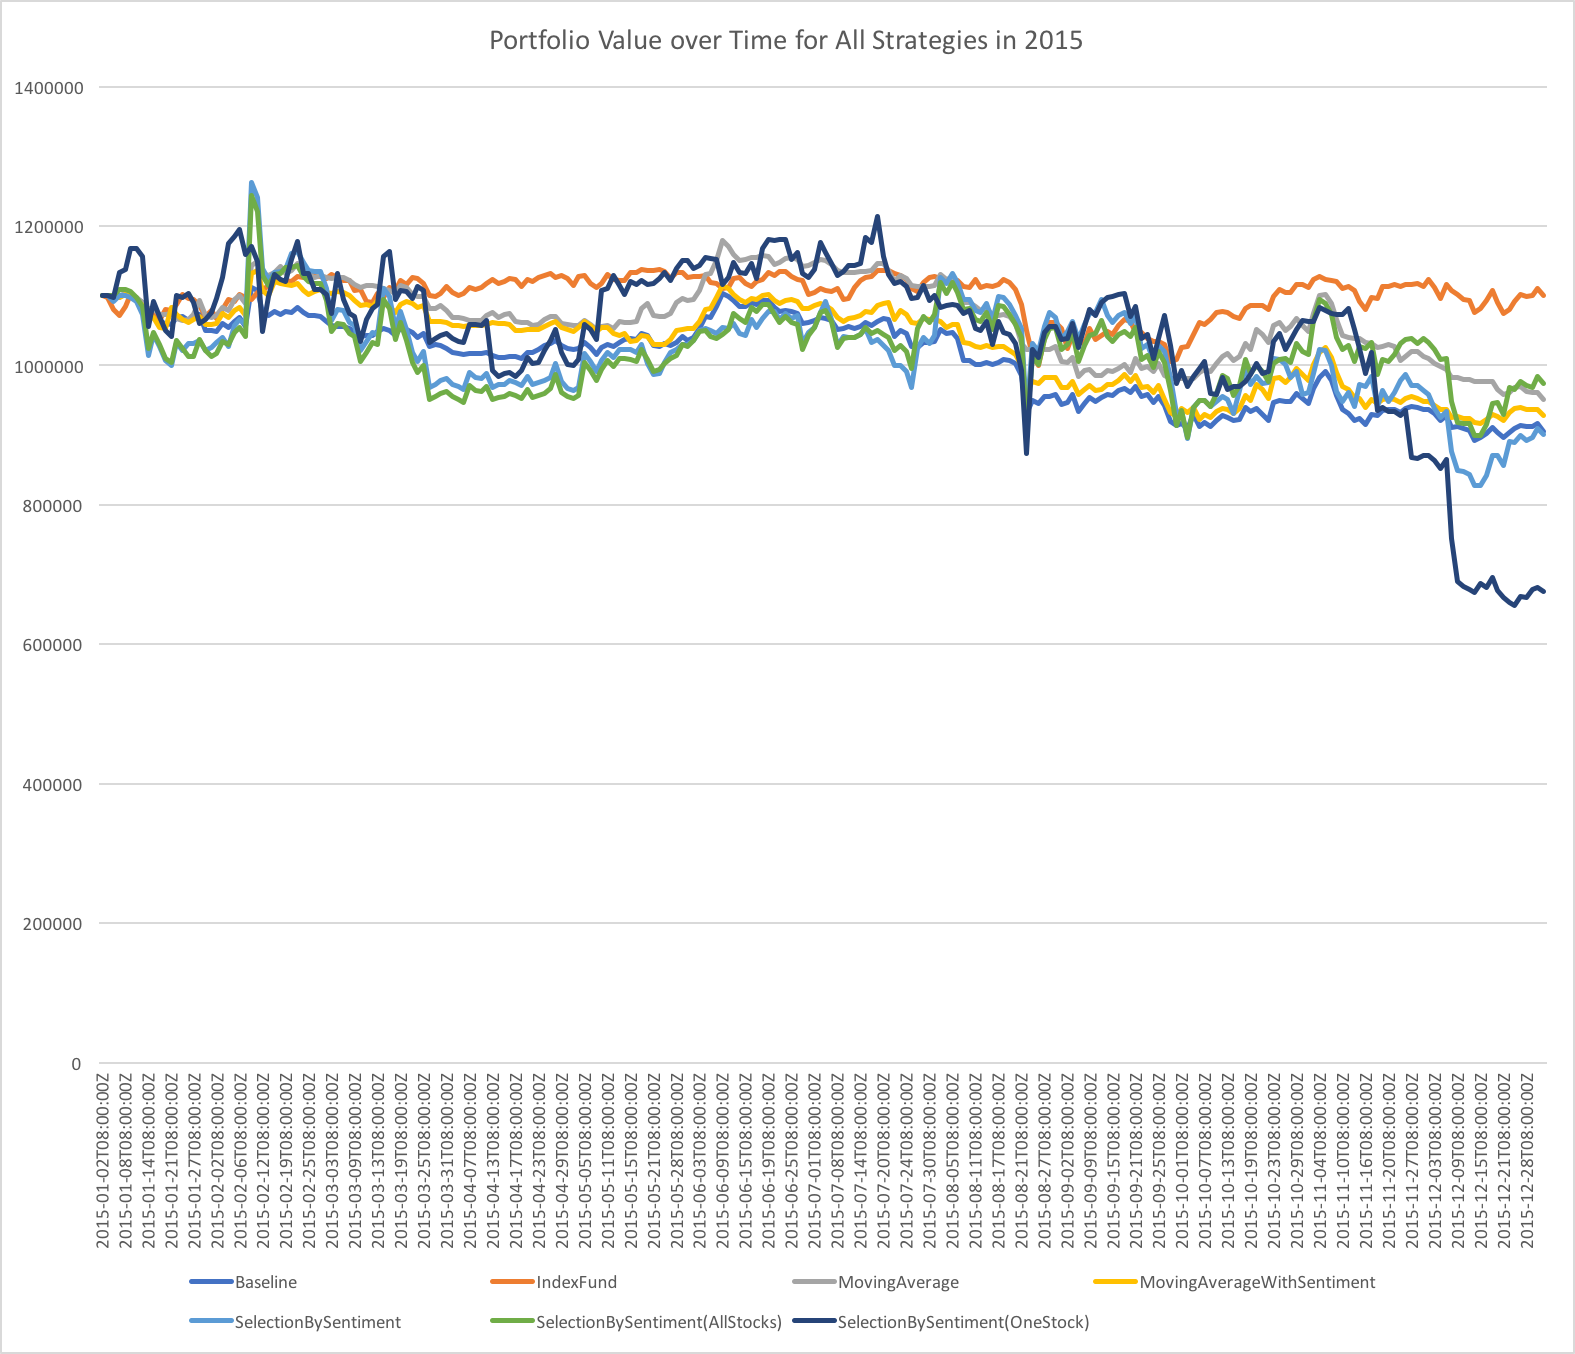 Portfolio Value over Time for All Strategies in 2015
1400000
1200000
1000000
800000
600000
400000
200000
0
2015-01-02T08:00:00Z
2015-01-08T08:00:00Z
2015-01-14T08:00:00Z
2015-01-21T08:00:00Z
2015-01-27T08:00:00Z
2015-02-02T08:00:00Z
2015-02-06T08:00:00Z
2015-02-12T08:00:00Z
2015-02-19T08:00:00Z
2015-02-25T08:00:00Z
2015-03-03T08:00:00Z
2015-03-09T08:00:00Z
2015-03-13T08:00:00Z
2015-03-19T08:00:00Z
2015-03-25T08:00:00Z
2015-03-31T08:00:00Z
2015-04-07T08:00:00Z
2015-04-13T08:00:00Z
2015-04-17T08:00:00Z
2015-04-23T08:00:00Z
2015-04-29T08:00:00Z
2015-05-05T08:00:00Z
2015-05-11T08:00:00Z
2015-05-15T08:00:00Z
2015-05-21T08:00:00Z
2015-05-28T08:00:00Z
2015-06-03T08:00:00Z
2015-06-09T08:00:00Z
2015-06-15T08:00:00Z
2015-06-19T08:00:00Z
2015-06-25T08:00:00Z
2015-07-01T08:00:00Z
2015-07-08T08:00:00Z
2015-07-14T08:00:00Z
2015-07-20T08:00:00Z
2015-07-24T08:00:00Z
2015-07-30T08:00:00Z
2015-08-05T08:00:00Z
2015-08-11T08:00:00Z
2015-08-17T08:00:00Z
2015-08-21T08:00:00Z
2015-08-27T08:00:00Z
2015-09-02T08:00:00Z
2015-09-09T08:00:00Z
2015-09-15T08:00:00Z
2015-09-21T08:00:00Z
2015-09-25T08:00:00Z
2015-10-01T08:00:00Z
2015-10-07T08:00:00Z
2015-10-13T08:00:00Z
2015-10-19T08:00:00Z
2015-10-23T08:00:00Z
2015-10-29T08:00:00Z
2015-11-04T08:00:00Z
2015-11-10T08:00:00Z
2015-11-16T08:00:00Z
2015-11-20T08:00:00Z
2015-11-27T08:00:00Z
2015-12-03T08:00:00Z
2015-12-09T08:00:00Z
2015-12-15T08:00:00Z
2015-12-21T08:00:00Z
2015-12-28T08:00:00Z
Baseline IndexFund MovingAverage MovingAverageWithSentiment
SelectionBySentiment SelectionBySentiment(AllStocks) SelectionBySentiment(OneStock)